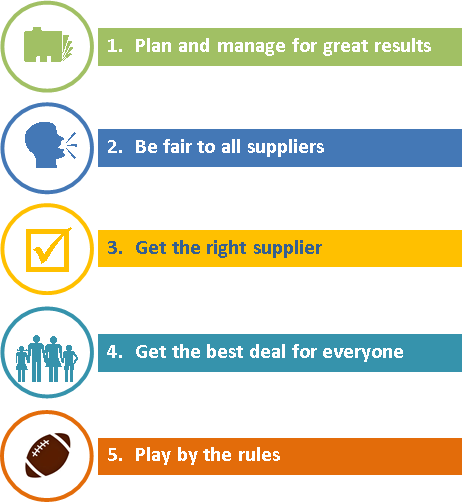 1. Plan and manage for great results
2. Be fair to all suppliers
3. Get the right supplier
4. Get the best deal for everyone
5. Play by the rules